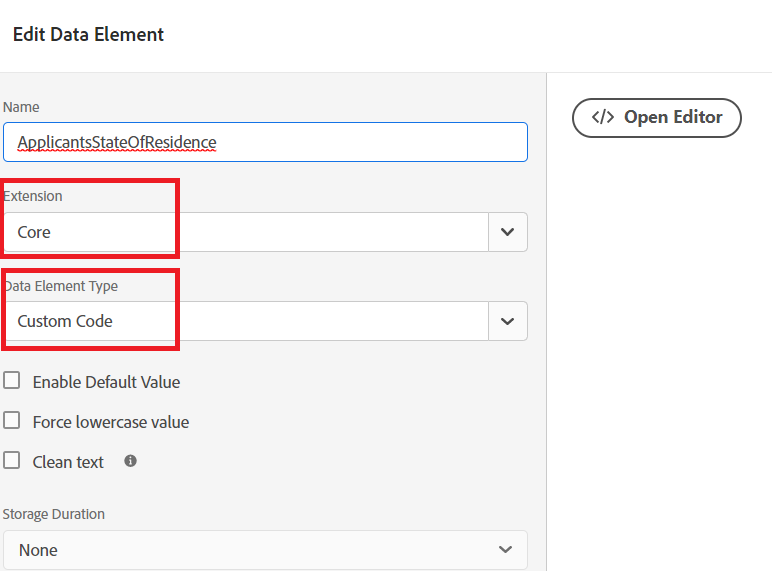 Edit Data Element
Name
ApplicantsStateOfResidence
Extension
Core
Data Element Type
Custom Code
Enable Default Value
Force lowercase value
Clean text
Storage Duration
None
</> Open Editor